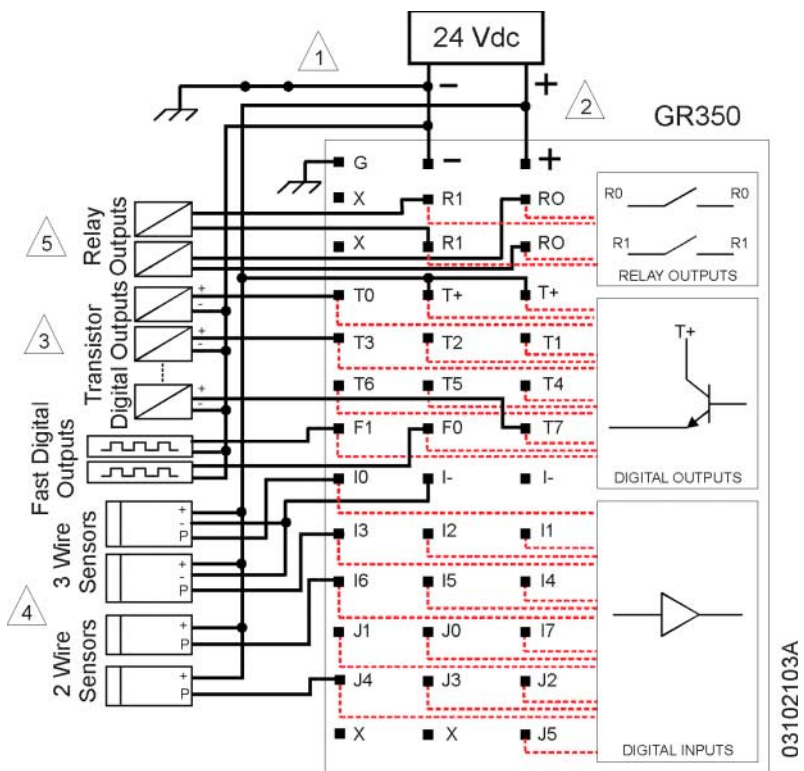 24 Vdc
1
-
+
2
GR350
G
-
+
X
R1
RO
X
R1
RO
T0
T+
T+
T3
T2
T1
T6
T5
T4
F1
F0
T7
I0
I-
I-
I3
I2
I1
I6
I5
I4
J1
J0
I7
J4
J3
J2
X
X
J5
R0
R0
R1
R1
RELAY OUTPUTS
T+
DIGITAL OUTPUTS
DIGITAL INPUTS
5
Relay
Outputs
3
Transistor
Digital Outputs
+
-
+
-
+
-
Fast Digital
Outputs
4
3 Wire
Sensors
+
-
P
+
-
P
2 Wire
Sensors
+
P
+
P
03102103A